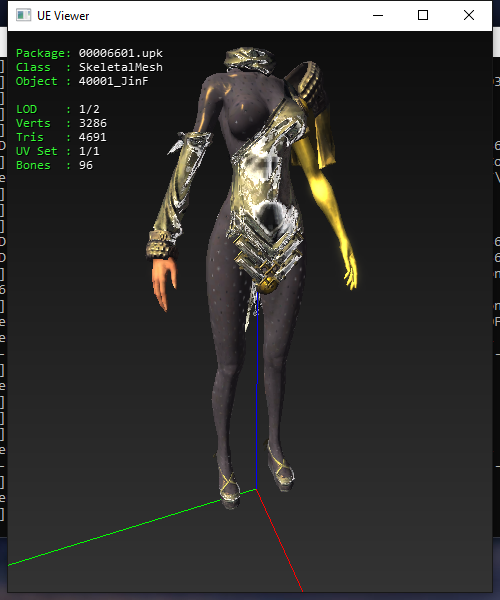 UE Viewer
Package: 00006601.upk
Class : SkeletalMesh
Object : 40001_JinF
LOD : 1/2
Verts : 3286
Tris : 4691
UV Set : 1/1
Bones : 96